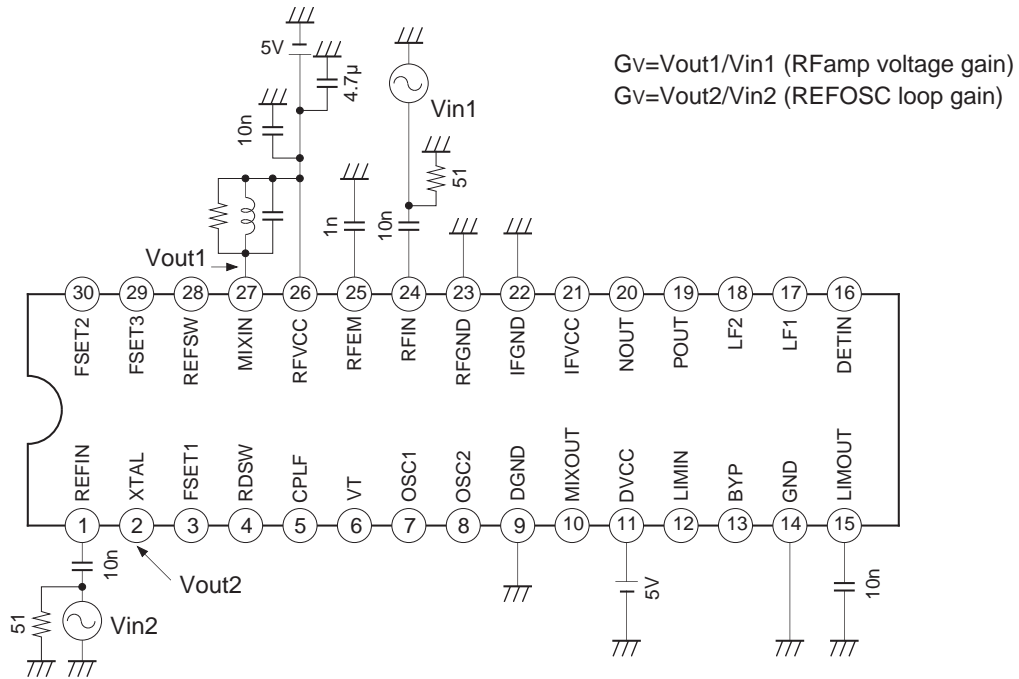 5V
4.7μ
10n
Vin1
GV=Vout1/Vin1 (RFamp voltage gain)
GV=Vout2/Vin2 (REFOSC loop gain)
51
1n
10n
Vout1
30 29 28 27 26 25 24 23 22 21 20 19 18 17 16
FSET2 FSET3 REFSW MIXIN RFVCC RFEM RFIN RFGND IFGND IFVCC NOUT POUT LF2 LF1 DETIN
REFIN XTAL FSET1 RDSW CPLF VT OSC1 OSC2 DGND MIXOUT DVCC LIMIN BYP GND LIMOUT
1 2 3 4 5 6 7 8 9 10 11 12 13 14 15
10n
Vout2
51
Vin2
5V
10n